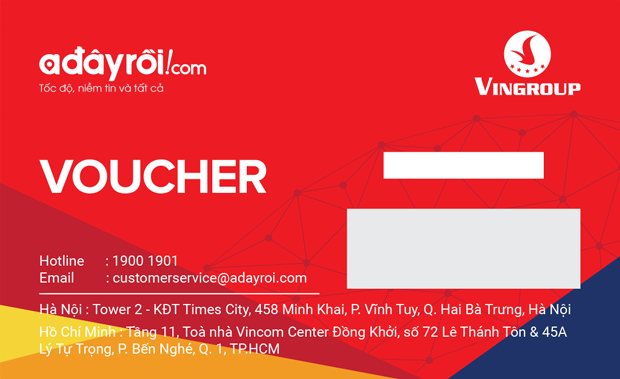 ađâyrồi!.com
Tốc độ, niềm tin và tất cả
VINGROUP
VOUCHER
Hotline : 1900 1901
Email : customerservice@adayroi.com
Hà Nội : Tower 2 - KĐT Times City, 458 Minh Khai, P. Vĩnh Tuy, Q. Hai Bà Trưng, Hà Nội
Hồ Chí Minh : Tầng 11, Toà nhà Vincom Center Đồng Khởi, số 72 Lê Thánh Tôn & 45A
Lý Tự Trọng, P. Bến Nghé, Q. 1, TP.HCM